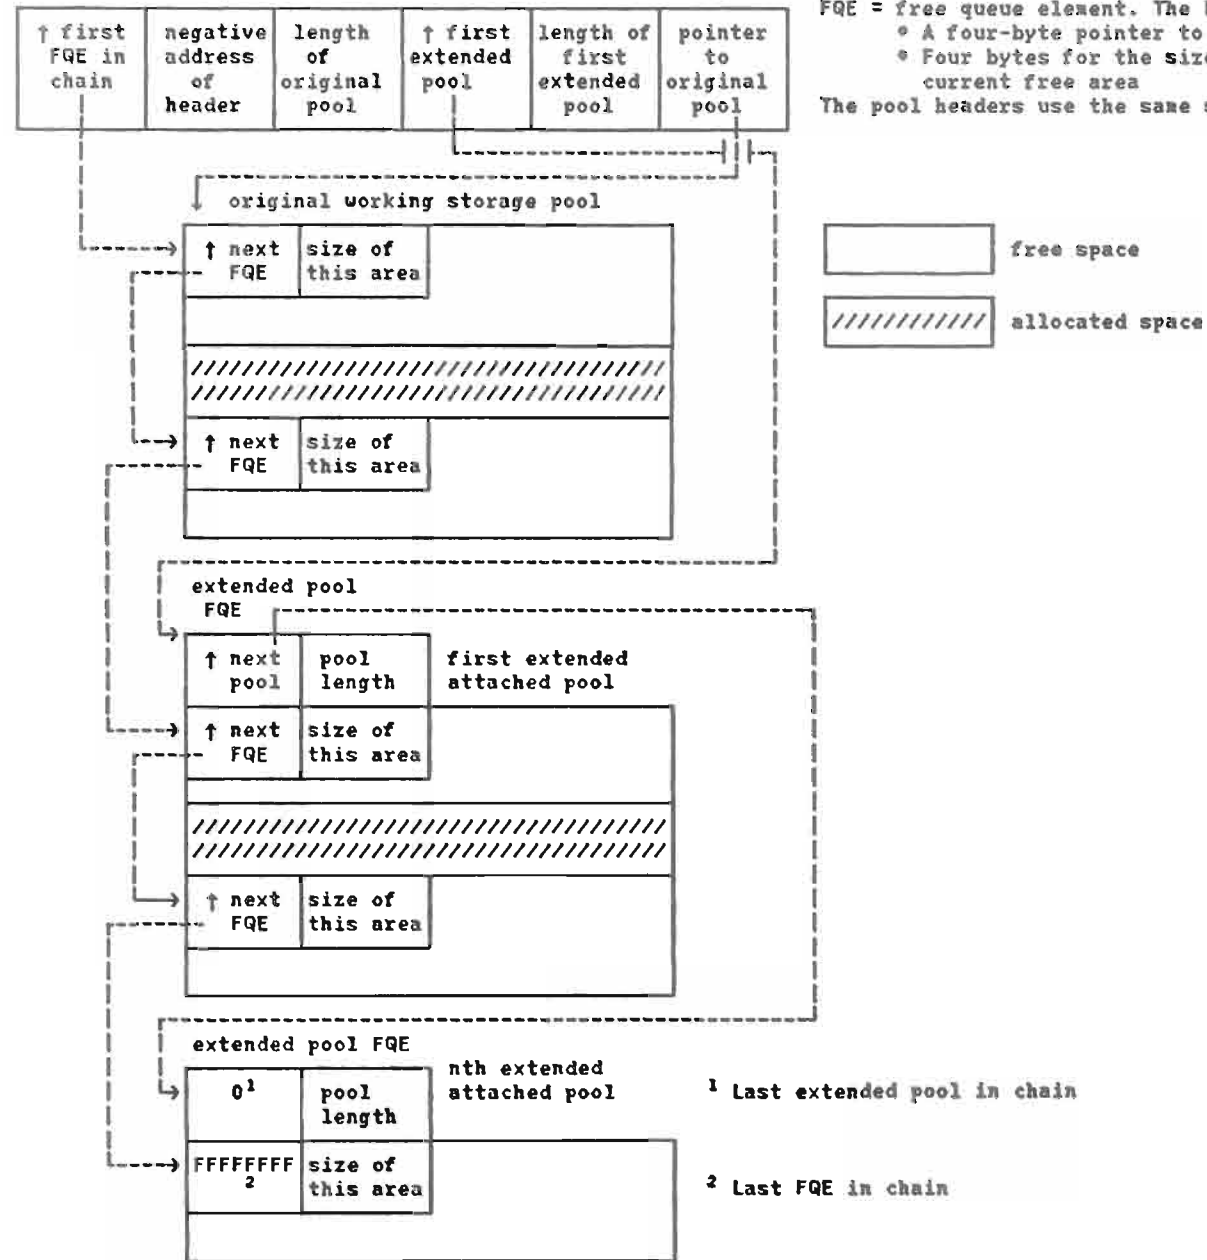 ↑ first FQE in chain
negative address of header
length of original pool
↑ first extended pool
length of first extended pool
pointer to original pool
FQE = free queue element. The
• A four-byte pointer to
• Four bytes for the size
current free area
The pool headers use the same
original working storage pool
↑ next FQE
size of this area
free space
////////////
allocated space
↑ next FQE
size of this area
extended pool
FQE
↑ next pool
pool length
first extended
attached pool
↑ next FQE
size of this area
↑ next FQE
size of this area
extended pool FQE
0¹
pool length
nth extended
attached pool
¹ Last extended pool in chain
FFFFFFFF
2
size of this area
² Last FQE in chain